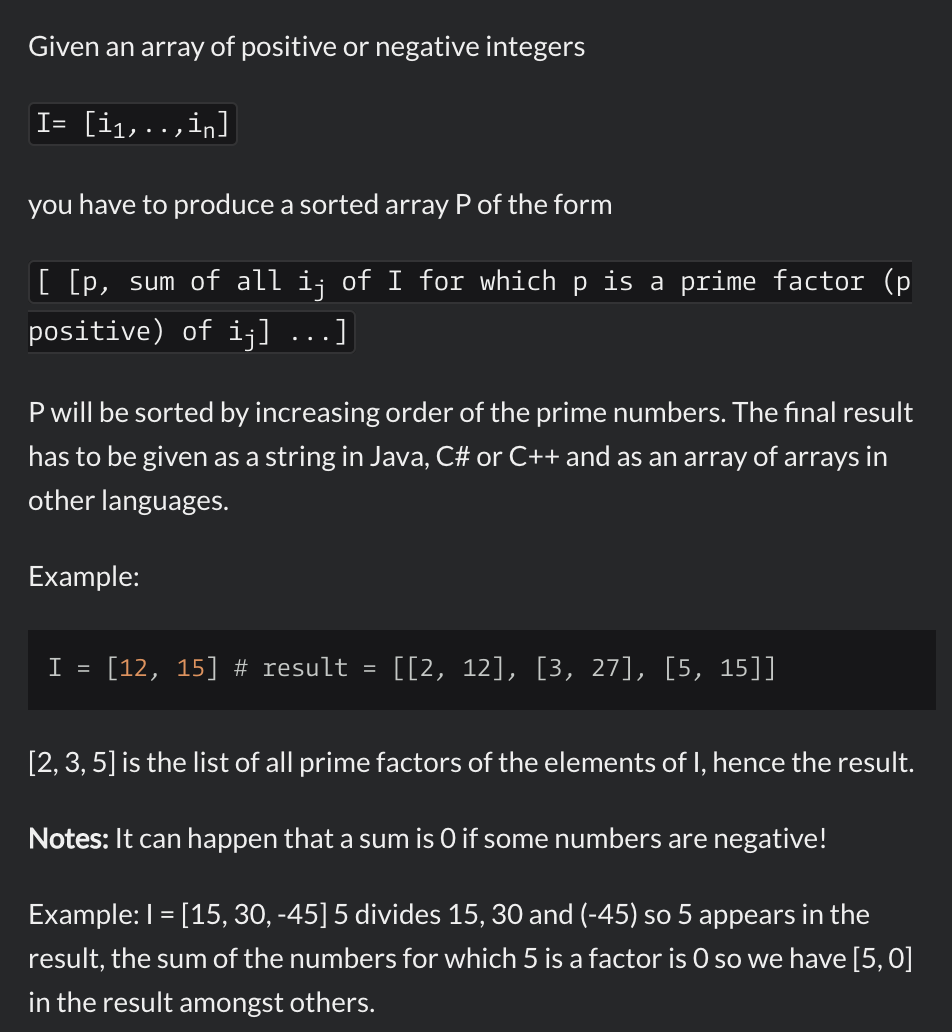 Given an array of positive or negative integers
I= [i₁,..,iₙ]
you have to produce a sorted array P of the form
[ [p, sum of all iⱼ of I for which p is a prime factor (p
positive) of iⱼ] ...]
P will be sorted by increasing order of the prime numbers. The final result
has to be given as a string in Java, C# or C++ and as an array of arrays in
other languages.
Example:
I = [12, 15] # result = [[2, 12], [3, 27], [5, 15]]
[2, 3, 5] is the list of all prime factors of the elements of I, hence the result.
Notes: It can happen that a sum is 0 if some numbers are negative!
Example: I = [15, 30, -45] 5 divides 15, 30 and (-45) so 5 appears in the
result, the sum of the numbers for which 5 is a factor is 0 so we have [5, 0]
in the result amongst others.